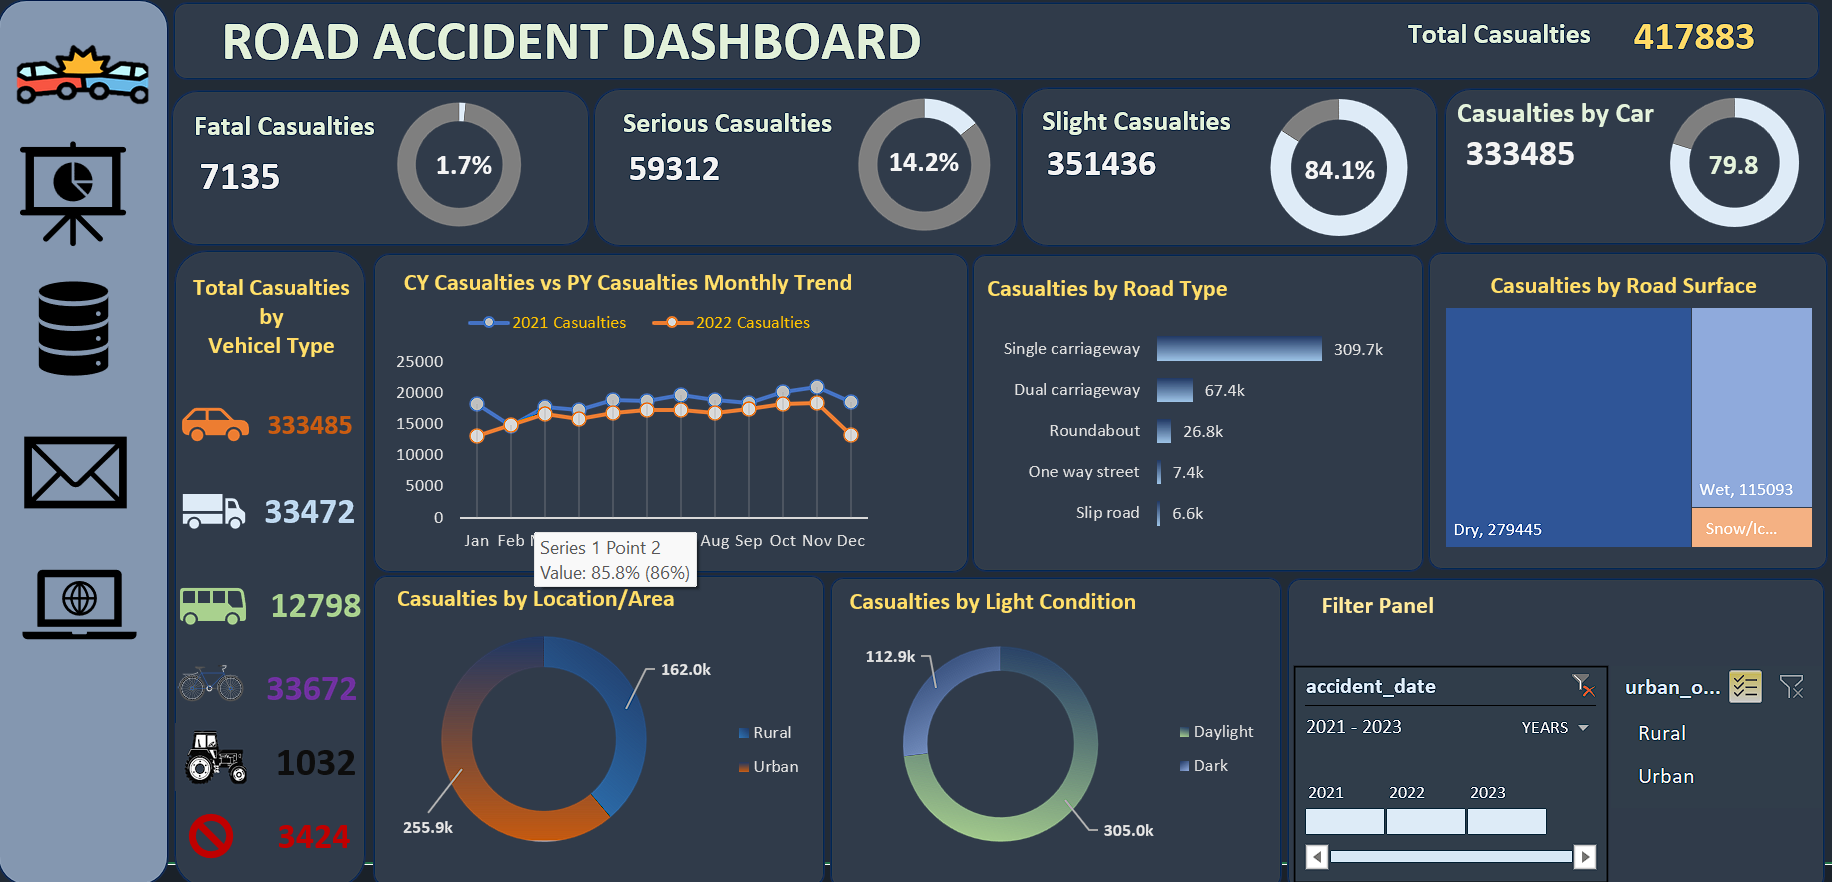 ROAD ACCIDENT DASHBOARD
Total Casualties 417883
Fatal Casualties
7135
1.7%
Serious Casualties
59312
14.2%
Slight Casualties
351436
84.1%
Casualties by Car
333485
79.8
Total Casualties
by
Vehicel Type
333485
33472
12798
33672
1032
3424
CY Casualties vs PY Casualties Monthly Trend
2021 Casualties 2022 Casualties
25000
20000
15000
10000
5000
0
Jan Feb Aug Sep Oct Nov Dec
Series 1 Point 2
Value: 85.8% (86%)
Casualties by Road Type
Single carriageway 309.7k
Dual carriageway 67.4k
Roundabout 26.8k
One way street 7.4k
Slip road 6.6k
Casualties by Road Surface
Dry, 279445
Wet, 115093
Snow/Ic...
Casualties by Location/Area
162.0k
255.9k
Rural
Urban
Casualties by Light Condition
112.9k
305.0k
Daylight
Dark
Filter Panel
accident_date
2021 - 2023 YEARS
2021 2022 2023
urban_o...
Rural
Urban